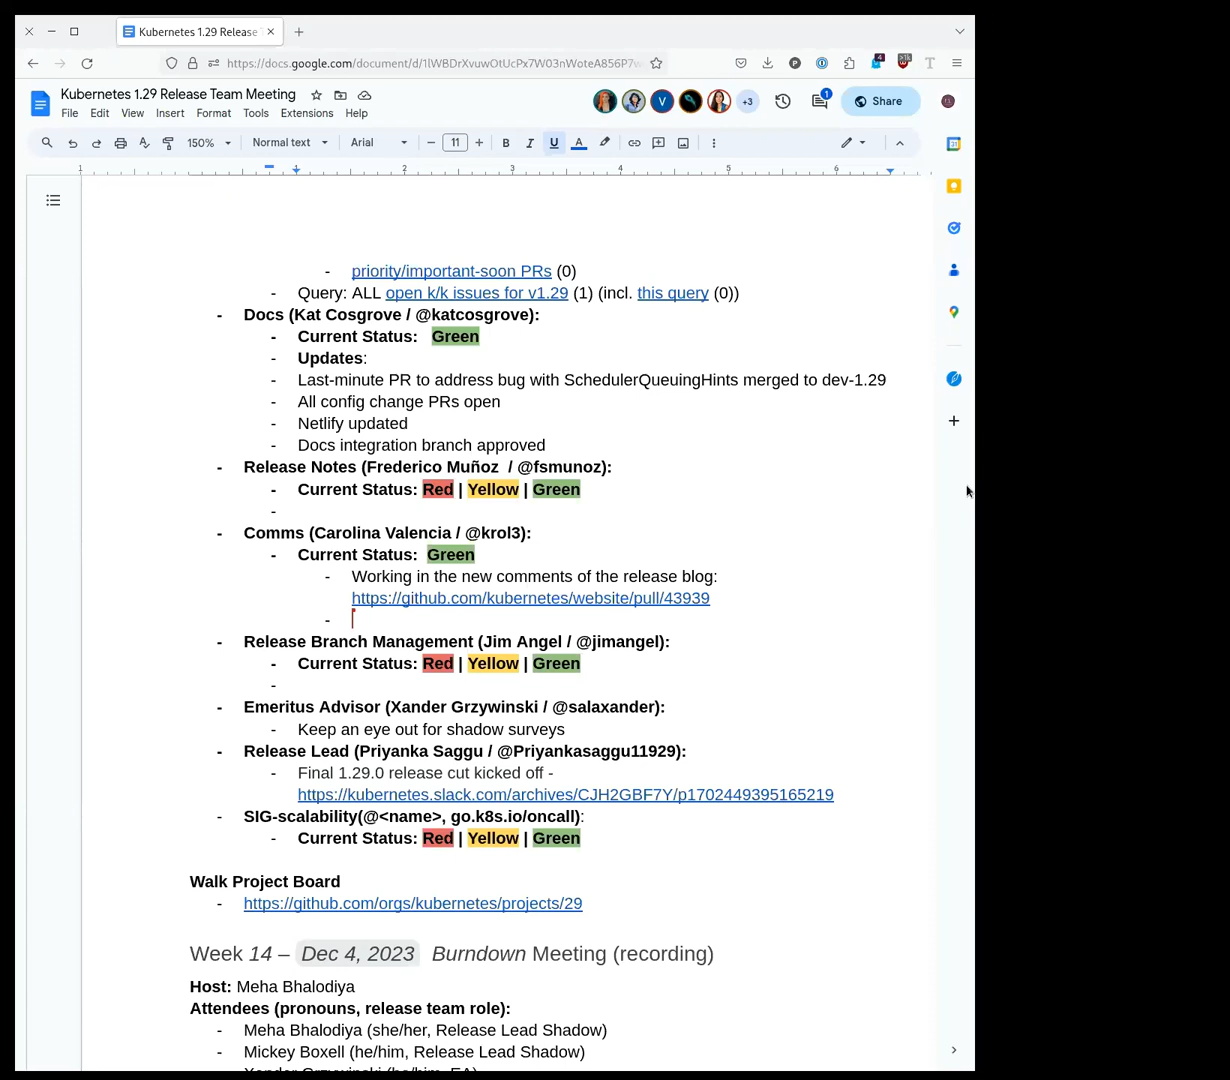 Kubernetes 1.29 Release
https://docs.google.com/document/d/1lWBDrXvuwOtUcPx7W03nWoteA856P7w
Kubernetes 1.29 Release Team Meeting
V
+3
1
Share
File Edit View Insert Format Tools Extensions Help
150% Normal text Arial 11 B I U A
1 1 2 3 4 5 6
- priority/important-soon PRs (0)
- Query: ALL open k/k issues for v1.29 (1) (incl. this query (0))
- Docs (Kat Cosgrove / @katcosgrove):
- Current Status: Green
- Updates:
- Last-minute PR to address bug with SchedulerQueuingHints merged to dev-1.29
- All config change PRs open
- Netlify updated
- Docs integration branch approved
- Release Notes (Frederico Muñoz / @fsmunoz):
- Current Status: Red | Yellow | Green
-
- Comms (Carolina Valencia / @krol3):
- Current Status: Green
- Working in the new comments of the release blog:
https://github.com/kubernetes/website/pull/43939
-
- Release Branch Management (Jim Angel / @jimangel):
- Current Status: Red | Yellow | Green
-
- Emeritus Advisor (Xander Grzywinski / @salaxander):
- Keep an eye out for shadow surveys
- Release Lead (Priyanka Saggu / @Priyankasaggu11929):
- Final 1.29.0 release cut kicked off -
https://kubernetes.slack.com/archives/CJH2GBF7Y/p1702449395165219
- SIG-scalability(@<name>, go.k8s.io/oncall):
- Current Status: Red | Yellow | Green
Walk Project Board
- https://github.com/orgs/kubernetes/projects/29
Week 14 – Dec 4, 2023 Burndown Meeting (recording)
Host: Meha Bhalodiya
Attendees (pronouns, release team role):
- Meha Bhalodiya (she/her, Release Lead Shadow)
- Mickey Boxell (he/him, Release Lead Shadow)